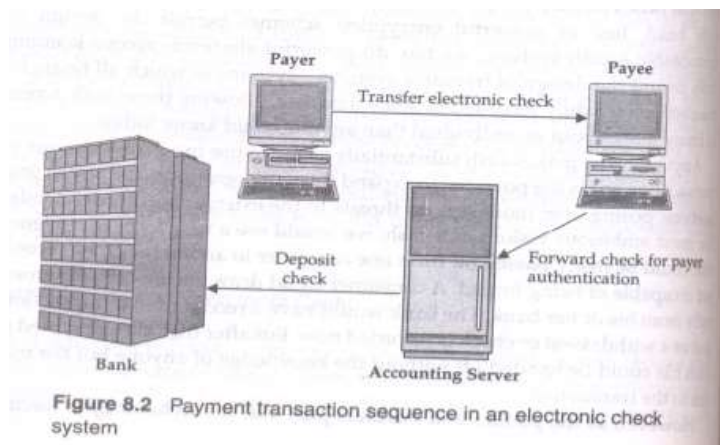 Payer
Payee
Transfer electronic check
Deposit
check
Forward check for payer
authentication
Bank
Accounting Server
Figure 8.2 Payment transaction sequence in an electronic check
system